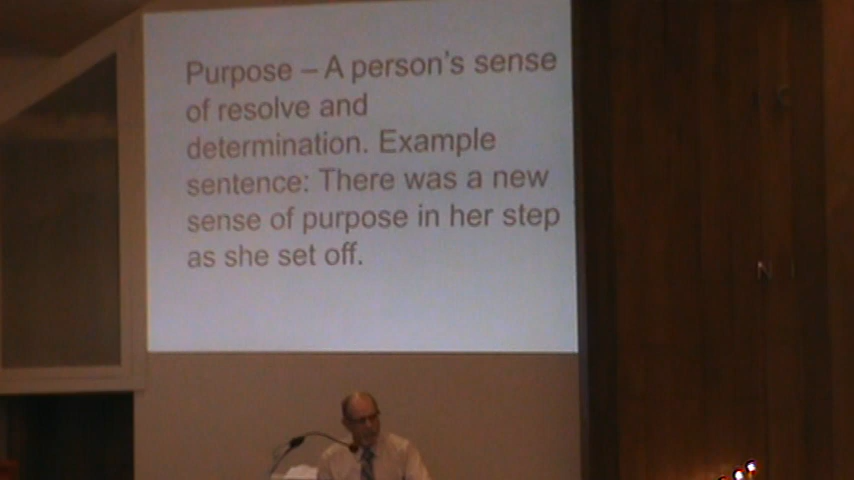 Purpose – A person's sense
of resolve and
determination. Example
sentence: There was a new
sense of purpose in her step
as she set off.